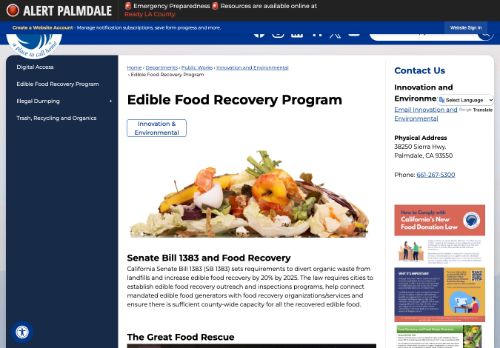 ALERT PALMDALE
🚨 Emergency Preparedness 🚨 Resources are available online at
Ready LA County.
Create a Website Account - Manage notification subscriptions, save form progress and more.
Website Sign In
a place to call home
Digital Access
Edible Food Recovery Program
Illegal Dumping
Trash, Recycling and Organics
Home › Departments › Public Works › Innovation and Environmental
› Edible Food Recovery Program
Edible Food Recovery Program
Innovation &
Environmental
Senate Bill 1383 and Food Recovery
California Senate Bill 1383 (SB 1383) sets requirements to divert organic waste from
landfills and increase edible food recovery by 20% by 2025. The law requires cities to
establish edible food recovery outreach and inspections programs, help connect
mandated edible food generators with food recovery organizations/services and
ensure there is sufficient county-wide capacity for all the recovered edible food.
The Great Food Rescue
Contact Us
Innovation and
Environme
Select Language
Google Translate
Email Innovation and
Environmental
Physical Address
38250 Sierra Hwy.
Palmdale, CA 93550
Phone: 661-267-5300
How to Comply with
California's New
Food Donation Law
WHAT'S IMPORTANT?